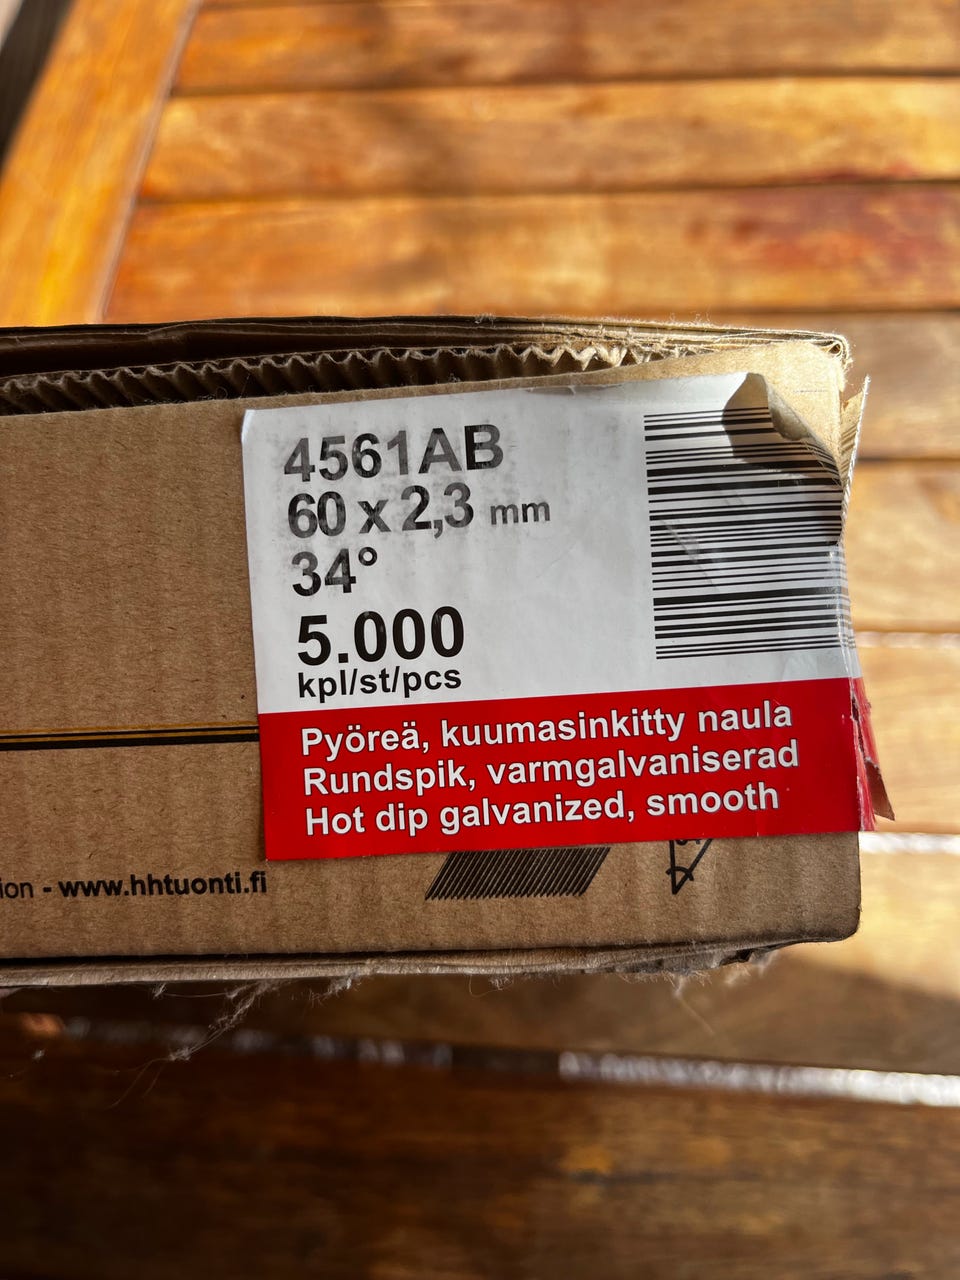 4561AB
60 x 2,3 mm
34°
5.000
kpl/st/pcs
Pyöreä, kuumasinkitty naula
Rundspik, varmgalvaniserad
Hot dip galvanized, smooth
ion - www.hhtuonti.fi